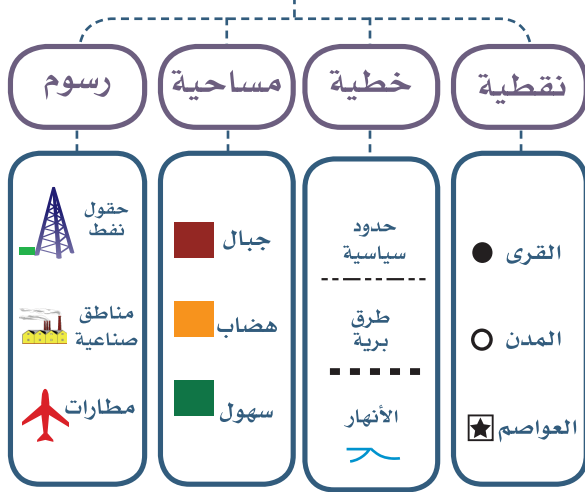 نقطية
خطية
مساحية
رسوم
القرى
المدن
العواصم
حدود
سياسية
طرق
برية
الأنهار
جبال
هضاب
سهول
حقول
نفط
مناطق
صناعية
مطارات